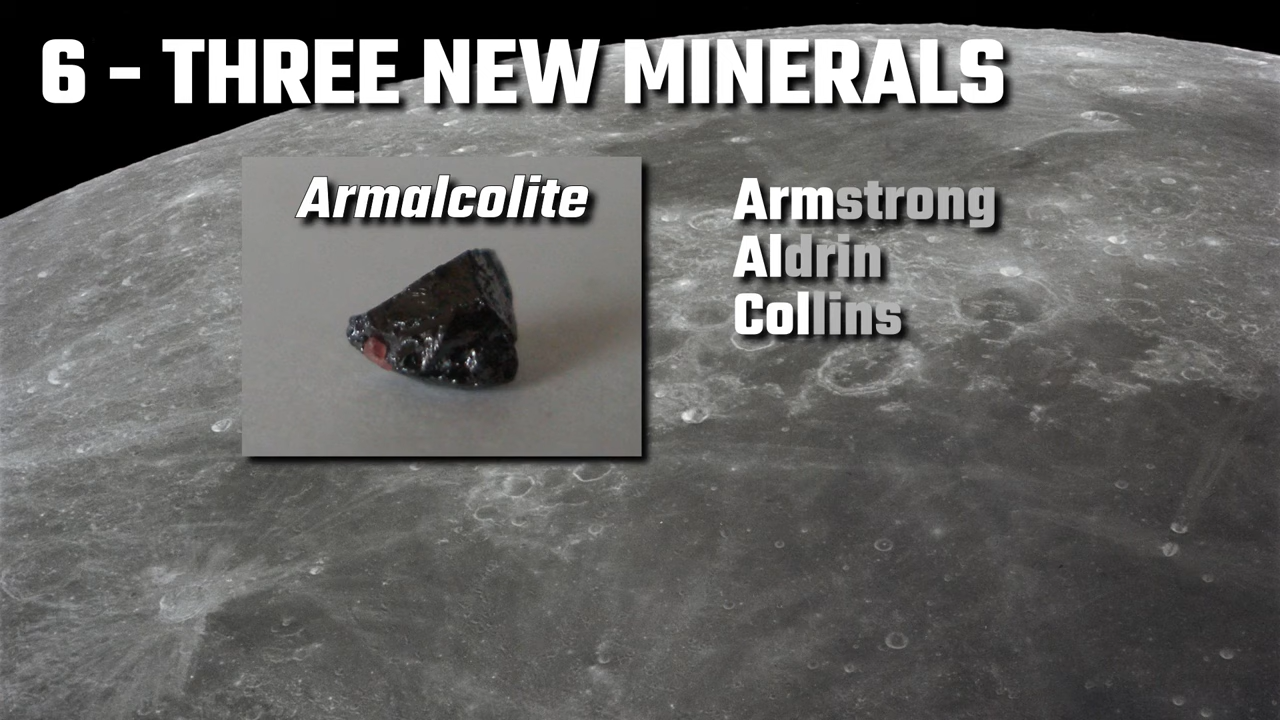 6 - THREE NEW MINERALS
Armalcolite
Armstrong
Aldrin
Collins